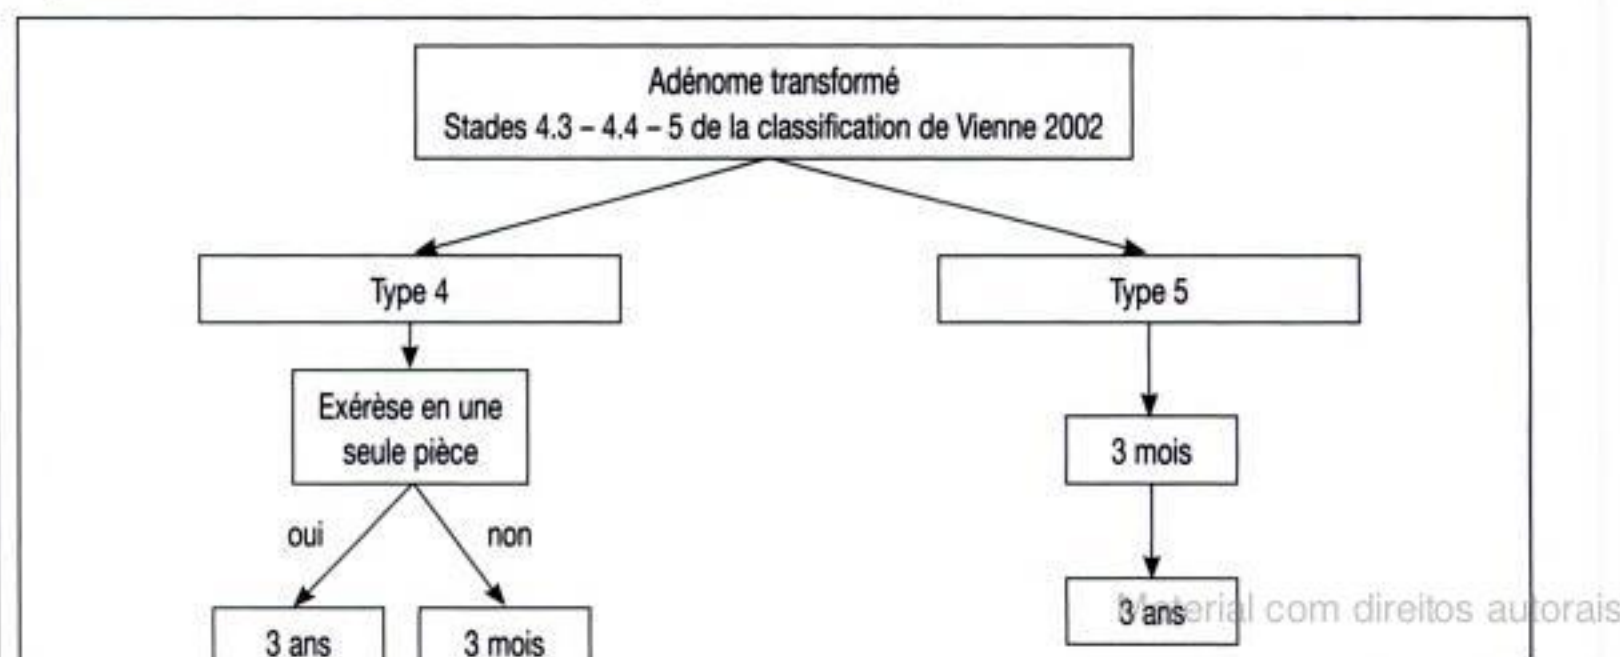 Adénome transformé
Stades 4.3 – 4.4 – 5 de la classification de Vienne 2002
Type 4
Type 5
Exérèse en une
seule pièce
3 mois
oui
non
3 ans
3 mois
3 ans
Material com direitos autorais